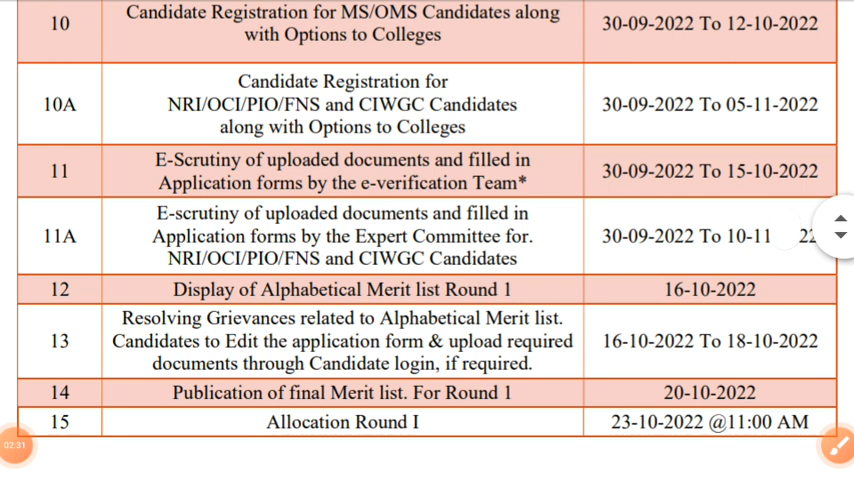 10
Candidate Registration for MS/OMS Candidates along
with Options to Colleges
30-09-2022 To 12-10-2022
10A
Candidate Registration for
NRI/OCI/PIO/FNS and CIWGC Candidates
along with Options to Colleges
30-09-2022 To 05-11-2022
11
E-Scrutiny of uploaded documents and filled in
Application forms by the e-verification Team*
30-09-2022 To 15-10-2022
11A
E-scrutiny of uploaded documents and filled in
Application forms by the Expert Committee for.
NRI/OCI/PIO/FNS and CIWGC Candidates
30-09-2022 To 10-11 22
12
Display of Alphabetical Merit list Round 1
16-10-2022
13
Resolving Grievances related to Alphabetical Merit list.
Candidates to Edit the application form & upload required
documents through Candidate login, if required.
16-10-2022 To 18-10-2022
14
Publication of final Merit list. For Round 1
20-10-2022
15
Allocation Round I
23-10-2022 @11:00 AM
02:31